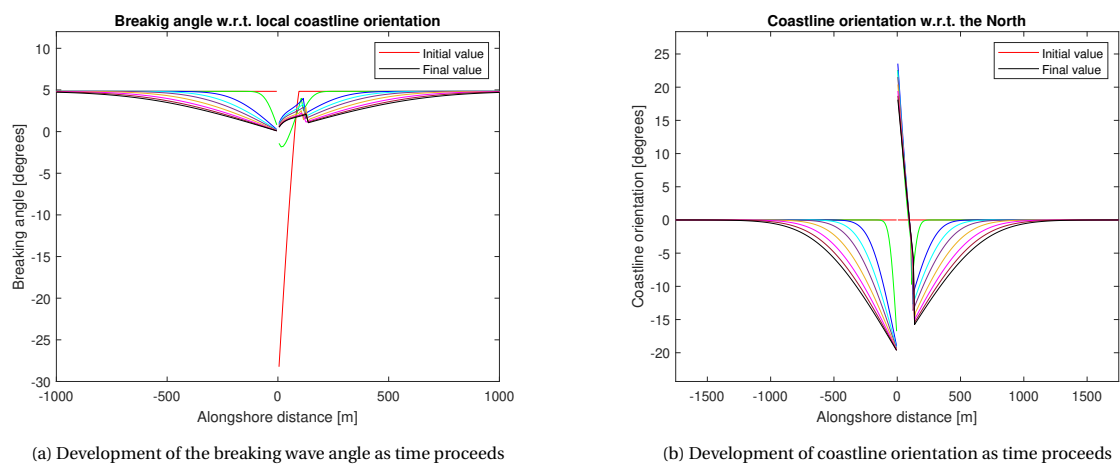 Breakig angle w.r.t. local coastline orientation
Initial value
Final value
10
5
0
-5
-10
-15
-20
-25
-30
Breaking angle [degrees]
-1000
-500
0
500
1000
Alongshore distance [m]
(a) Development of the breaking wave angle as time proceeds
Coastline orientation w.r.t. the North
Initial value
Final value
25
20
15
10
5
0
-5
-10
-15
-20
Coastline orientation [degrees]
-1500
-1000
-500
0
500
1000
1500
Alongshore distance [m]
(b) Development of coastline orientation as time proceeds